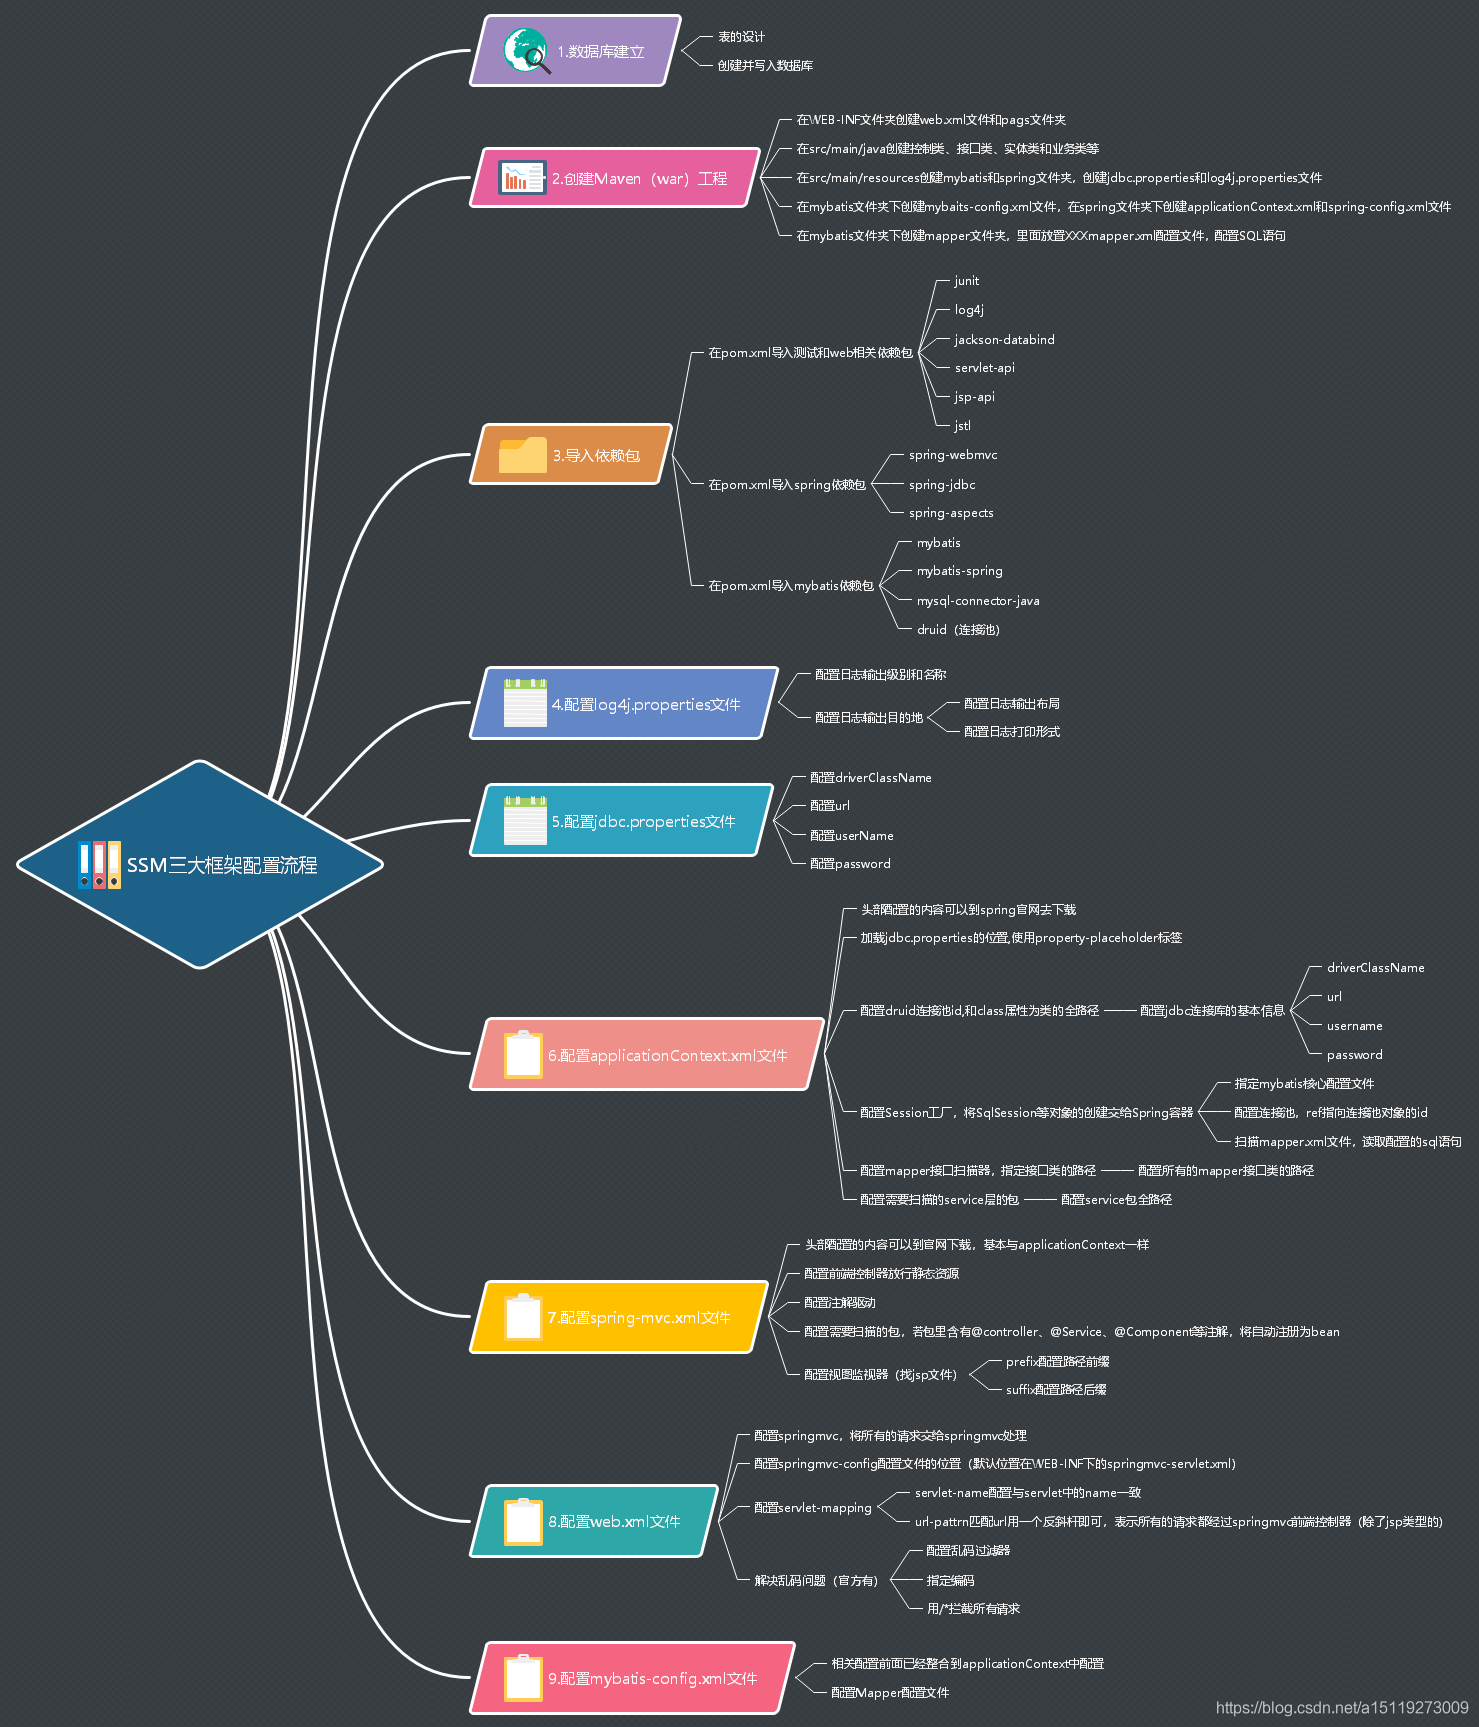 SSM三大框架配置流程
1.数据库建立
表的设计
创建并写入数据库
2.创建Maven（war）工程
在WEB-INF文件夹创建web.xml文件和pags文件夹
在src/main/java创建控制类、接口类、实体类和业务类等
在src/main/resources创建mybatis和spring文件夹，创建jdbc.properties和log4j.properties文件
在mybatis文件夹下创建mybaits-config.xml文件，在spring文件夹下创建applicationContext.xml和spring-config.xml文件
在mybatis文件夹下创建mapper文件夹，里面放置XXXmapper.xml配置文件，配置SQL语句
3.导入依赖包
在pom.xml导入测试和web相关依赖包
junit
log4j
jackson-databind
servlet-api
jsp-api
jstl
在pom.xml导入spring依赖包
spring-webmvc
spring-jdbc
spring-aspects
在pom.xml导入mybatis依赖包
mybatis
mybatis-spring
mysql-connector-java
druid（连接池）
4.配置log4j.properties文件
配置日志输出级别和名称
配置日志输出目的地
配置日志输出布局
配置日志打印形式
5.配置jdbc.properties文件
配置driverClassName
配置url
配置userName
配置password
6.配置applicationContext.xml文件
头部配置的内容可以到spring官网去下载
加载jdbc.properties的位置,使用property-placeholder标签
配置druid连接池id,和class属性为类的全路径
配置jdbc连接库的基本信息
driverClassName
url
username
password
配置Session工厂，将SqlSession等对象的创建交给Spring容器
指定mybatis核心配置文件
配置连接池，ref指向连接池对象的id
扫描mapper.xml文件，读取配置的sql语句
配置mapper接口扫描器，指定接口类的路径
配置所有的mapper接口类的路径
配置需要扫描的service层的包
配置service包全路径
7.配置spring-mvc.xml文件
头部配置的内容可以到官网下载，基本与applicationContext一样
配置前端控制器放行静态资源
配置注解驱动
配置需要扫描的包，若包里含有@controller、@Service、@Component等注解，将自动注册为bean
配置视图监视器（找jsp文件）
prefix配置路径前缀
suffix配置路径后缀
8.配置web.xml文件
配置springmvc，将所有的请求交给springmvc处理
配置springmvc-config配置文件的位置（默认位置在WEB-INF下的springmvc-servlet.xml）
配置servlet-mapping
servlet-name配置与servlet中的name一致
url-pattrn匹配url用一个反斜杆即可，表示所有的请求都经过springmvc前端控制器（除了jsp类型的）
解决乱码问题（官方有）
配置乱码过滤器
指定编码
用/*拦截所有请求
9.配置mybatis-config.xml文件
相关配置前面已经整合到applicationContext中配置
配置Mapper配置文件
https://blog.csdn.net/a15119273009